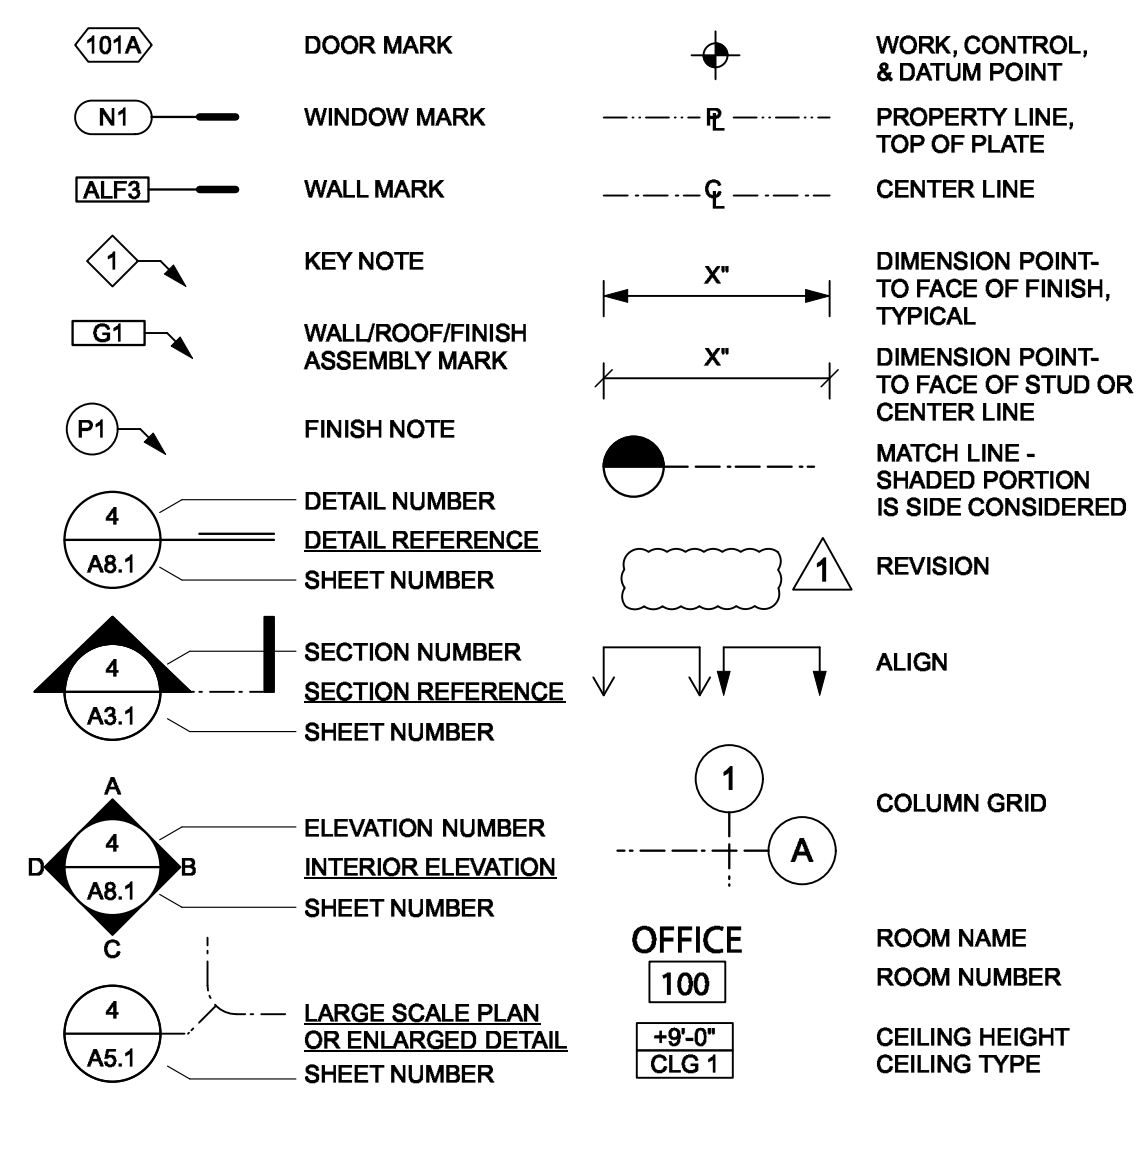 101A DOOR MARK
N1 WINDOW MARK
ALF3 WALL MARK
1 KEY NOTE
G1 WALL/ROOF/FINISH
ASSEMBLY MARK
P1 FINISH NOTE
4 DETAIL NUMBER
DETAIL REFERENCE
A8.1 SHEET NUMBER
4 SECTION NUMBER
SECTION REFERENCE
A3.1 SHEET NUMBER
A
4 ELEVATION NUMBER
D B INTERIOR ELEVATION
A8.1 SHEET NUMBER
C
4 LARGE SCALE PLAN
OR ENLARGED DETAIL
A5.1 SHEET NUMBER
WORK, CONTROL,
& DATUM POINT
PL PROPERTY LINE,
TOP OF PLATE
CL CENTER LINE
X" DIMENSION POINT-
TO FACE OF FINISH,
TYPICAL
X" DIMENSION POINT-
TO FACE OF STUD OR
CENTER LINE
MATCH LINE -
SHADED PORTION
IS SIDE CONSIDERED
1 REVISION
ALIGN
1
COLUMN GRID
A
OFFICE ROOM NAME
100 ROOM NUMBER
+9'-0" CEILING HEIGHT
CLG 1 CEILING TYPE